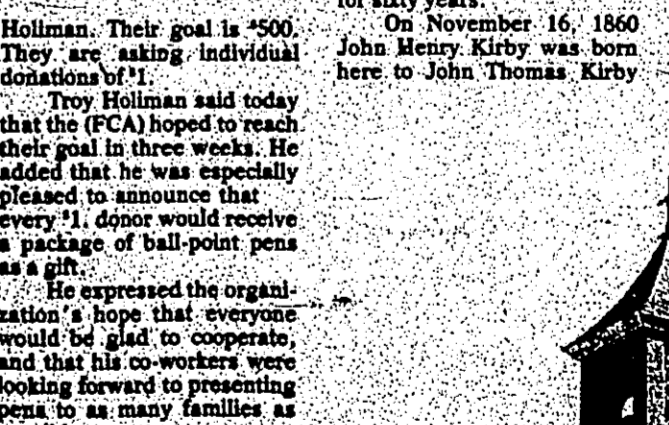 Holiman. Their goal is $500.
They are asking individual
donations of $1.
Troy Holiman said today
that the (FCA) hoped to reach
their goal in three weeks. He
added that he was especially
pleased to announce that
every $1. donor would receive
a package of ball-point pens
as a gift.
He expressed the organi-
zation's hope that everyone
would be glad to cooperate,
and that his co-workers were
looking forward to presenting
pens to as many families as
for sixty years.
On November 16, 1860
John Henry Kirby was born
here to John Thomas Kirby